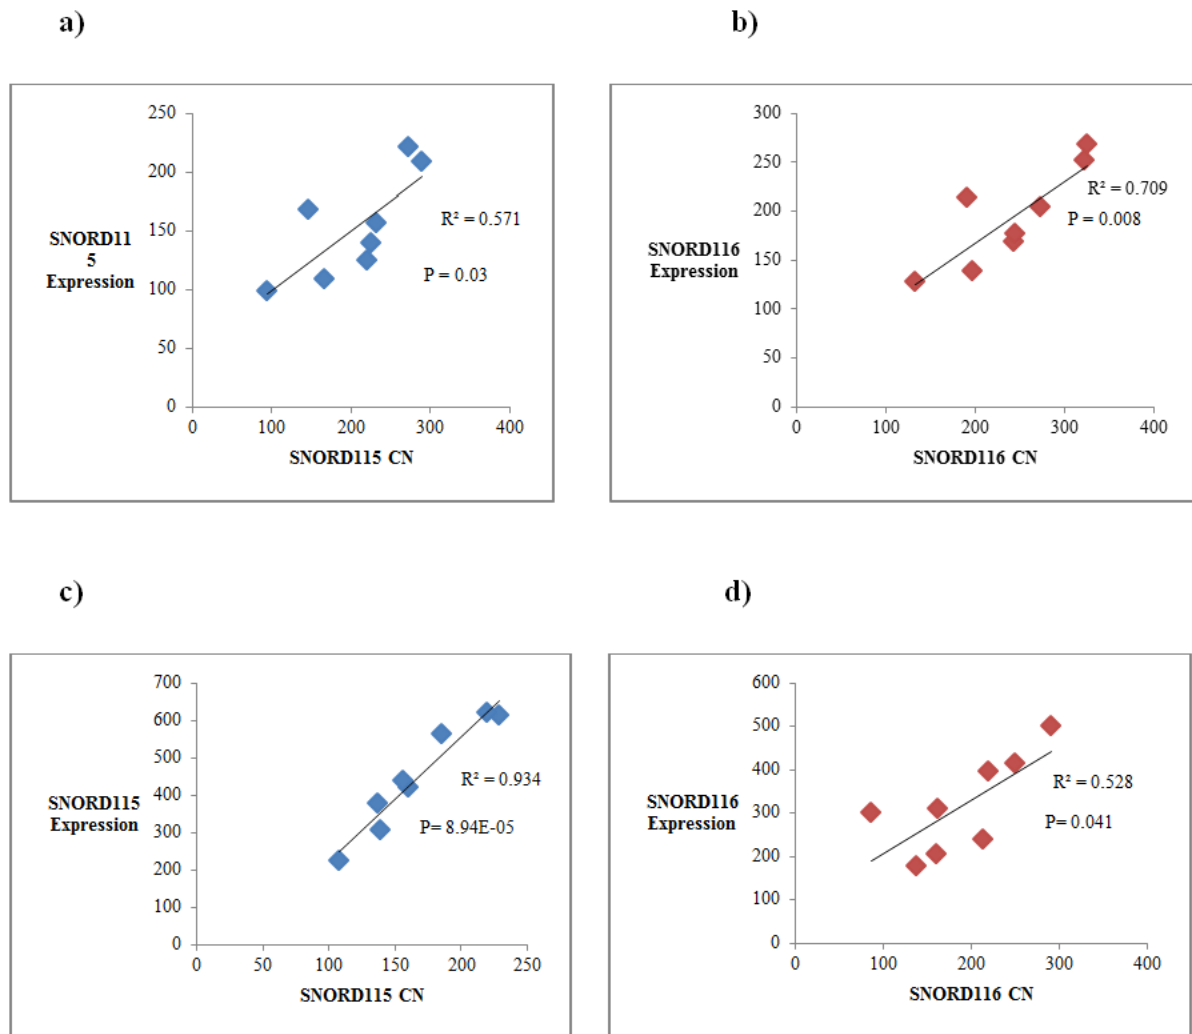 a)
250
200
150
100
50
0
SNORD11
5
Expression
R² = 0.571
P = 0.03
0 100 200 300 400
SNORD115 CN
b)
300
250
200
150
100
50
0
SNORD116
Expression
R² = 0.709
P = 0.008
0 100 200 300 400
SNORD116 CN
c)
700
600
500
400
300
200
100
0
SNORD115
Expression
R² = 0.934
P= 8.94E-05
0 50 100 150 200 250
SNORD115 CN
d)
600
500
400
300
200
100
0
SNORD116
Expression
R² = 0.528
P= 0.041
0 100 200 300 400
SNORD116 CN